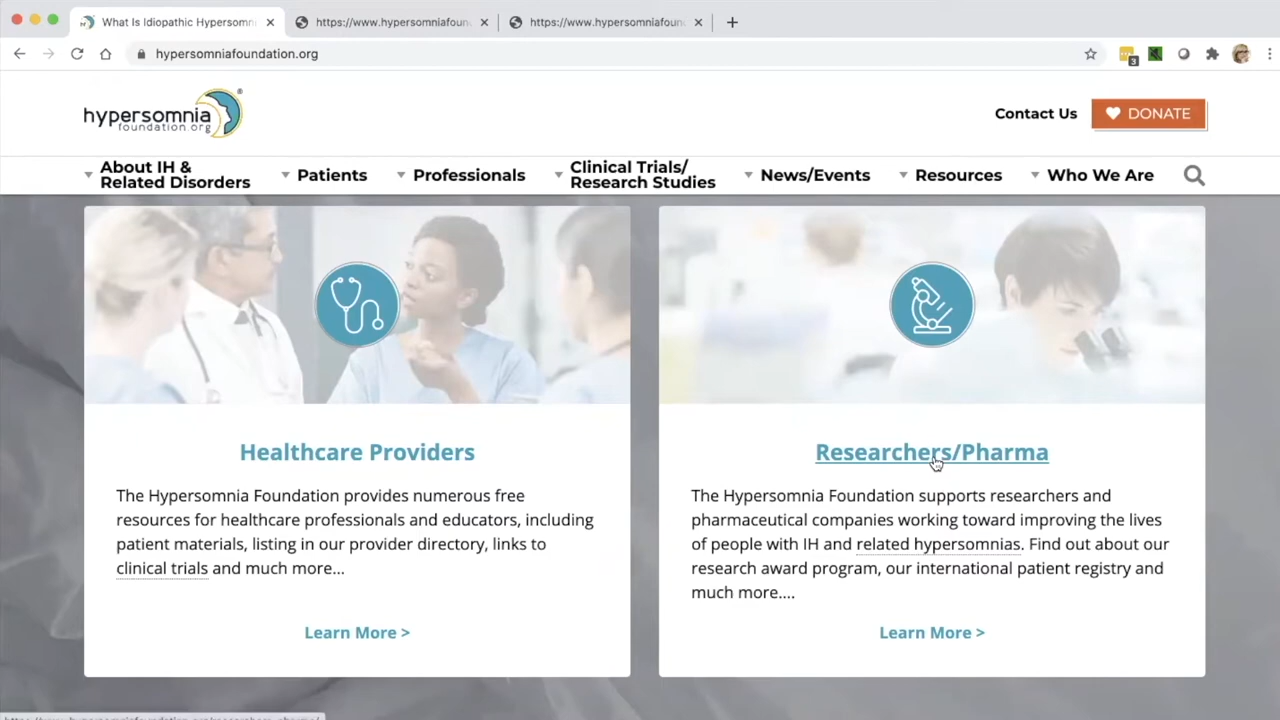 What Is Idiopathic Hypersomn
https://www.hypersomniafoun
https://www.hypersomniafoun
hypersomniafoundation.org
3
hypersomnia
foundation.org
®
Contact Us
DONATE
About IH &
Related Disorders
Patients
Professionals
Clinical Trials/
Research Studies
News/Events
Resources
Who We Are
Healthcare Providers
The Hypersomnia Foundation provides numerous free
resources for healthcare professionals and educators, including
patient materials, listing in our provider directory, links to
clinical trials and much more...
Learn More >
Researchers/Pharma
The Hypersomnia Foundation supports researchers and
pharmaceutical companies working toward improving the lives
of people with IH and related hypersomnias. Find out about our
research award program, our international patient registry and
much more....
Learn More >